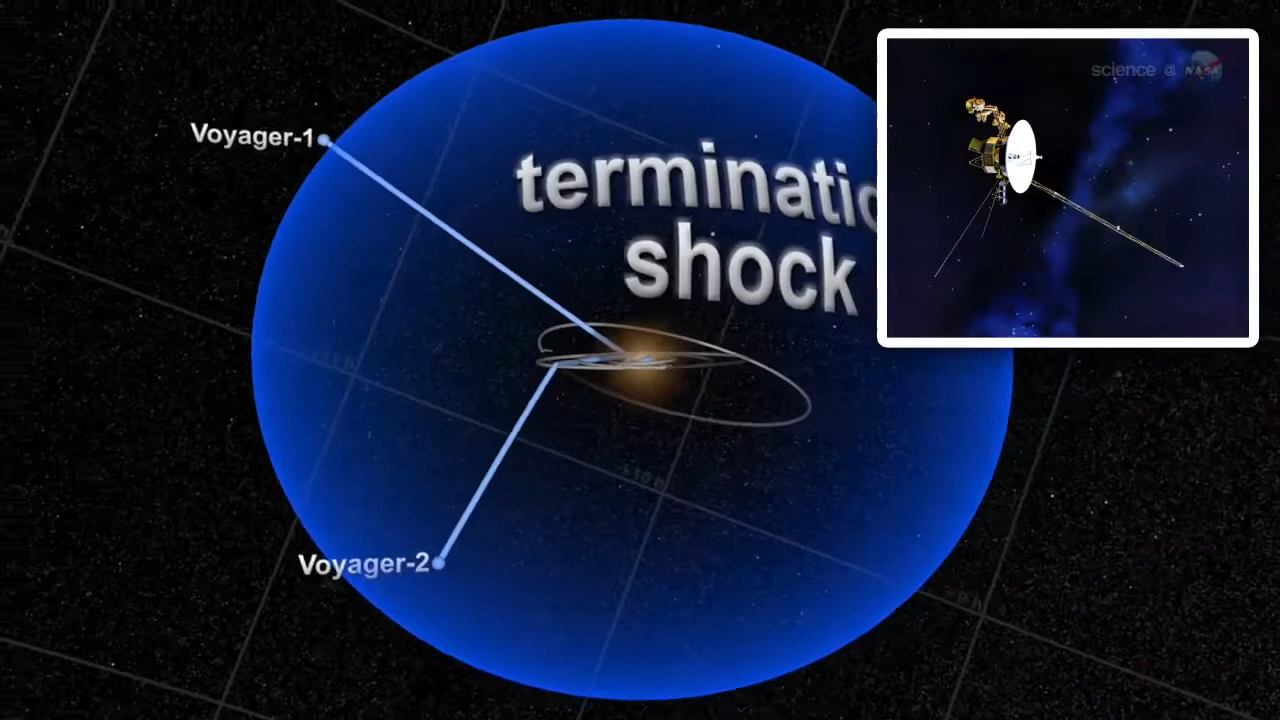 science @ NASA
Voyager-1
terminatio
shock
Voyager-2